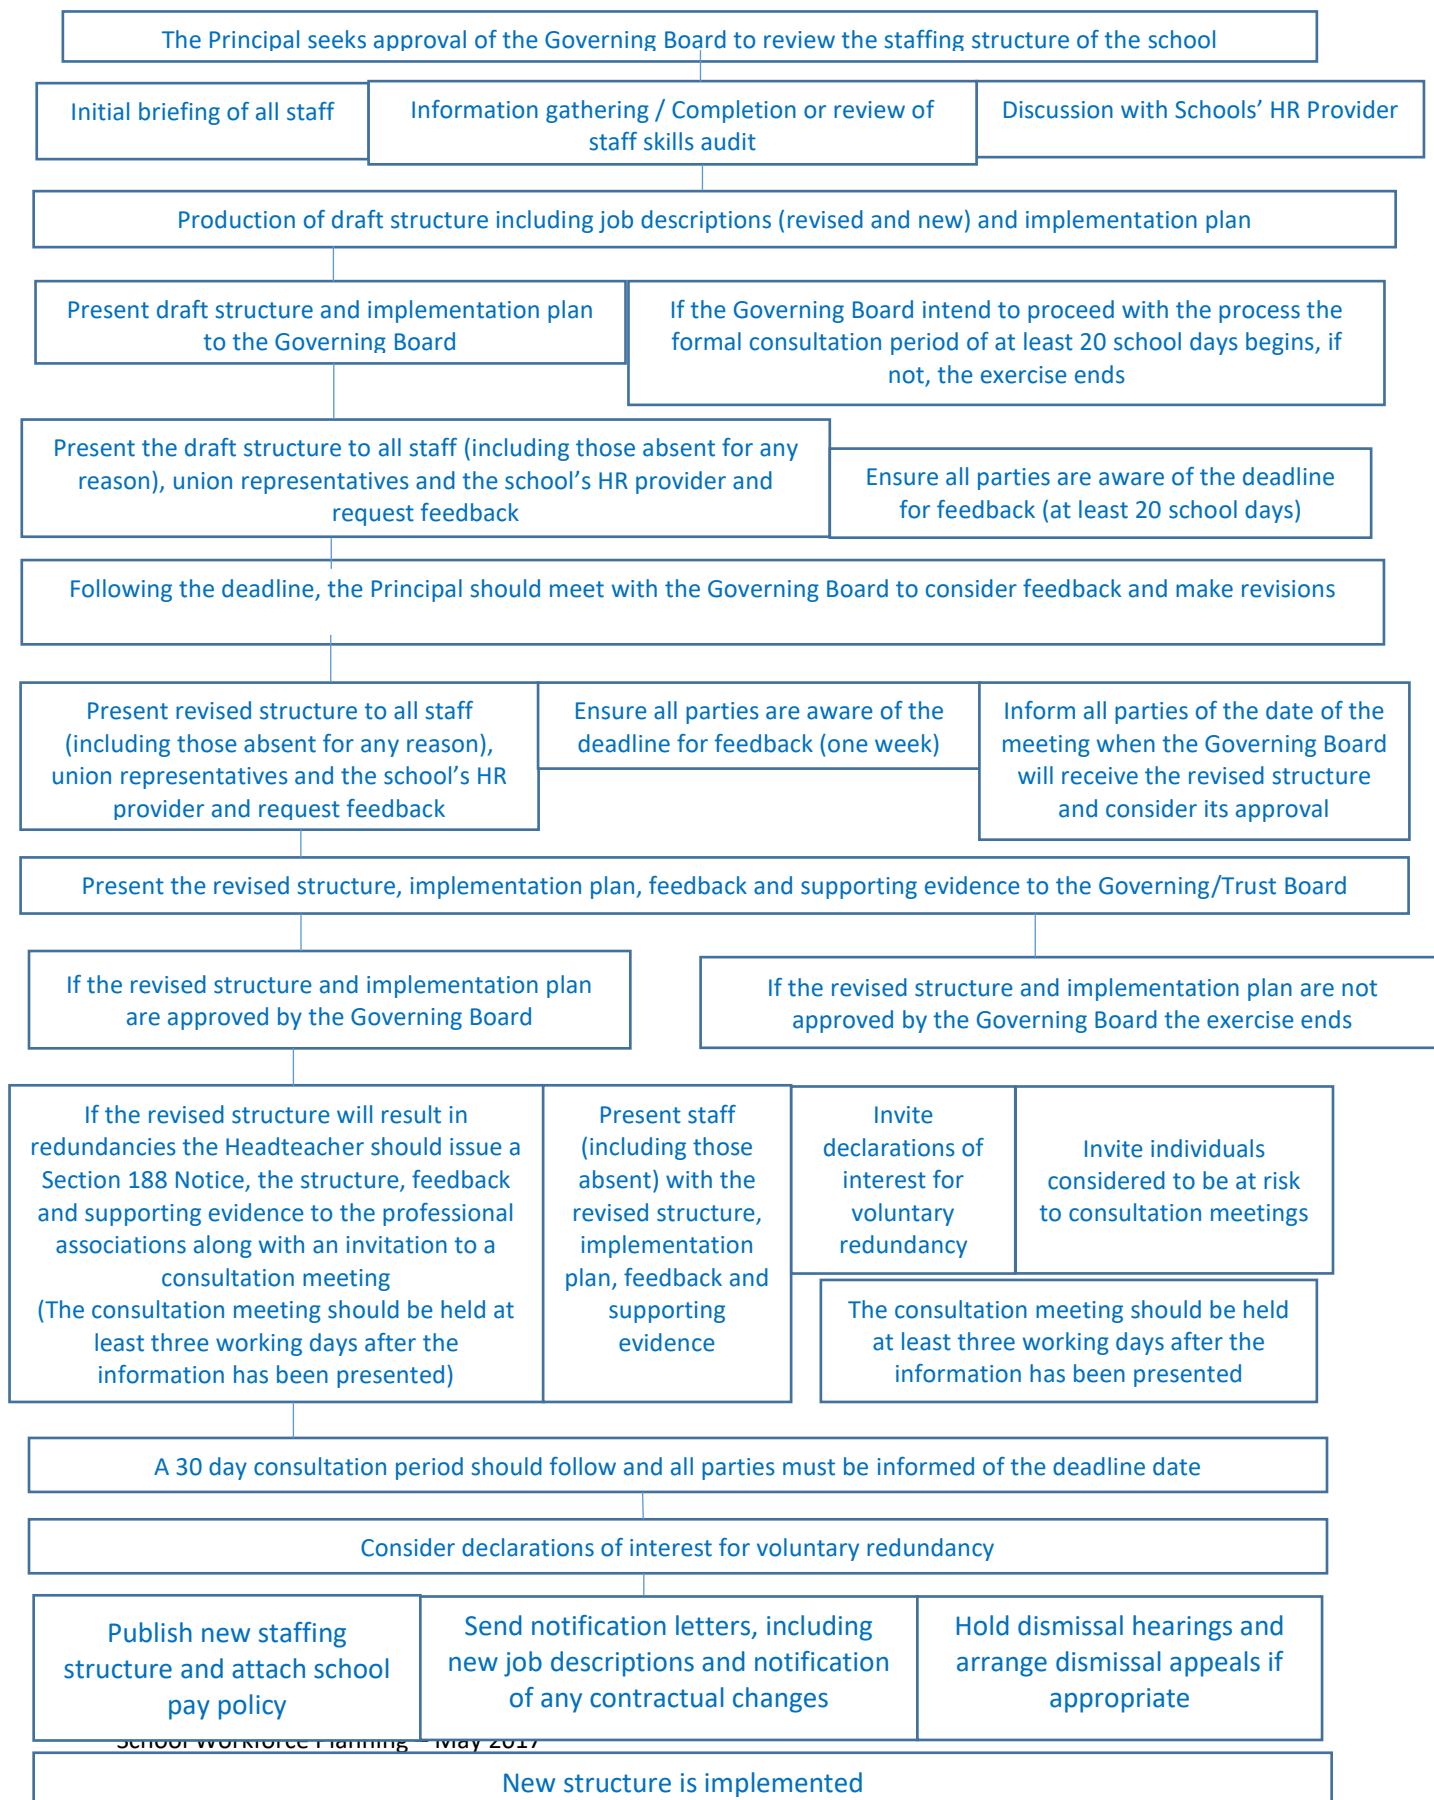 The Principal seeks approval of the Governing Board to review the staffing structure of the school
Initial briefing of all staff
Information gathering / Completion or review of
staff skills audit
Discussion with Schools’ HR Provider
Production of draft structure including job descriptions (revised and new) and implementation plan
Present draft structure and implementation plan
to the Governing Board
If the Governing Board intend to proceed with the process the
formal consultation period of at least 20 school days begins, if
not, the exercise ends
Present the draft structure to all staff (including those absent for any
reason), union representatives and the school’s HR provider and
request feedback
Ensure all parties are aware of the deadline
for feedback (at least 20 school days)
Following the deadline, the Principal should meet with the Governing Board to consider feedback and make revisions
Present revised structure to all staff
(including those absent for any reason),
union representatives and the school’s HR
provider and request feedback
Ensure all parties are aware of the
deadline for feedback (one week)
Inform all parties of the date of the
meeting when the Governing Board
will receive the revised structure
and consider its approval
Present the revised structure, implementation plan, feedback and supporting evidence to the Governing/Trust Board
If the revised structure and implementation plan
are approved by the Governing Board
If the revised structure and implementation plan are not
approved by the Governing Board the exercise ends
If the revised structure will result in
redundancies the Headteacher should issue a
Section 188 Notice, the structure, feedback
and supporting evidence to the professional
associations along with an invitation to a
consultation meeting
(The consultation meeting should be held at
least three working days after the
information has been presented)
Present staff
(including those
absent) with the
revised structure,
implementation
plan, feedback and
supporting
evidence
Invite
declarations of
interest for
voluntary
redundancy
Invite individuals
considered to be at risk
to consultation meetings
The consultation meeting should be held
at least three working days after the
information has been presented
A 30 day consultation period should follow and all parties must be informed of the deadline date
Consider declarations of interest for voluntary redundancy
Publish new staffing
structure and attach school
pay policy
Send notification letters, including
new job descriptions and notification
of any contractual changes
Hold dismissal hearings and
arrange dismissal appeals if
appropriate
School Workforce Planning – May 2017
New structure is implemented